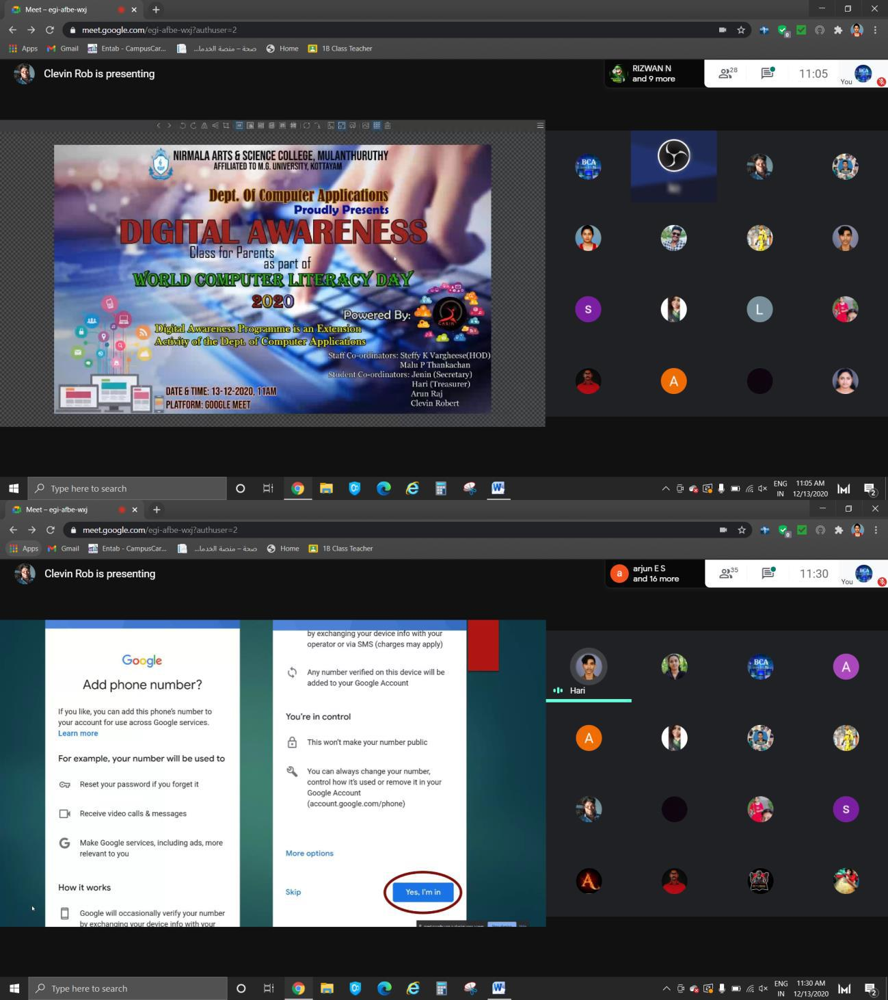 Meet – egi-afbe-wxj
meet.google.com/egi-afbe-wxj?authuser=2
Apps
Gmail
Entab - CampusCar...
صحة – منصة الخدما...
Home
1B Class Teacher
Clevin Rob is presenting
RIZWAN N
and 9 more
28
11:05
You
BCA
NIRMALA ARTS & SCIENCE COLLEGE, MULANTHURUTHY
AFFILIATED TO M.G. UNIVERSITY, KOTTAYAM
Dept. Of Computer Applications
Proudly Presents
DIGITAL AWARENESS
Class for Parents
as part of
WORLD COMPUTER LITERACY DAY
2020
Powered By:
Digital Awareness Programme is an Extension
Activity of the Dept. of Computer Applications
Staff Co-ordinators: Steffy K Vargheese(HOD)
Malu P Thankachan
Student Co-ordinators: Jenin (Secretary)
Hari (Treasurer)
Arun Raj
Clevin Robert
DATE & TIME: 13-12-2020, 11AM
PLATFORM: GOOGLE MEET
BCA
S
L
A
Type here to search
ENG
IN
11:05 AM
12/13/2020
2
Meet – egi-afbe-wxj
meet.google.com/egi-afbe-wxj?authuser=2
Apps
Gmail
Entab - CampusCar...
صحة – منصة الخدما...
Home
1B Class Teacher
Clevin Rob is presenting
a
arjun E S
and 16 more
35
11:30
You
BCA
Google
Add phone number?
If you like, you can add this phone's number to
your account for use across Google services.
Learn more
For example, your number will be used to
Reset your password if you forget it
Receive video calls & messages
Make Google services, including ads, more
relevant to you
How it works
Google will occasionally verify your number
by exchanging your device info with your
by exchanging your device info with your
operator or via SMS (charges may apply)
Any number verified on this device will be
added to your Google Account
You're in control
This won't make your number public
You can always change your number,
control how it's used or remove it in your
Google Account
(account.google.com/phone)
More options
Skip
Yes, I'm in
Hari
BCA
A
A
S
Type here to search
ENG
IN
11:30 AM
12/13/2020
2